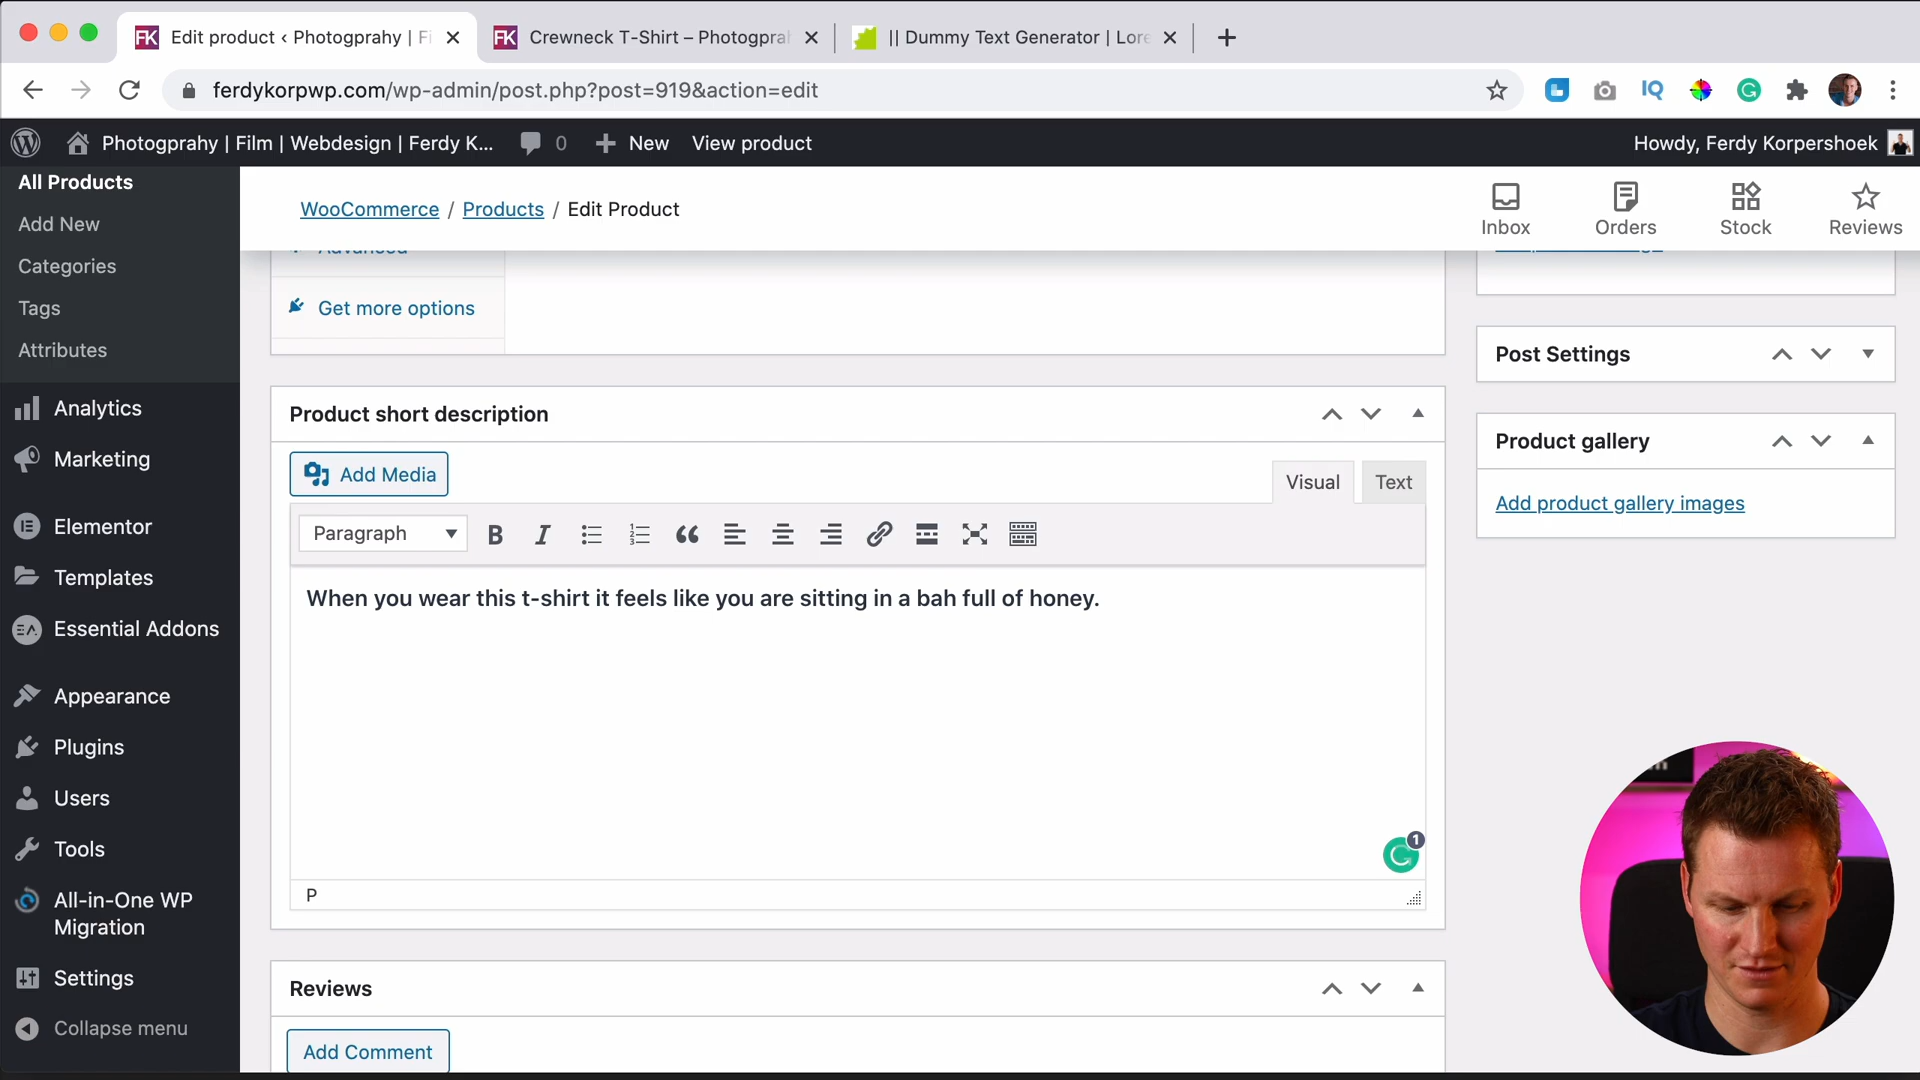 FK Edit product ‹ Photogprahy | Fi
FK Crewneck T-Shirt – Photogprah
|| Dummy Text Generator | Lore
ferdykorpwp.com/wp-admin/post.php?post=919&action=edit
IQ
Photogprahy | Film | Webdesign | Ferdy K...
0
New
View product
Howdy, Ferdy Korpershoek
All Products
Add New
Categories
Tags
Attributes
Analytics
Marketing
Elementor
Templates
Essential Addons
Appearance
Plugins
Users
Tools
All-in-One WP
Migration
Settings
Collapse menu
WooCommerce / Products / Edit Product
Inbox
Orders
Stock
Reviews
Advanced
Get more options
Product short description
Add Media
Visual
Text
Paragraph
When you wear this t-shirt it feels like you are sitting in a bah full of honey.
1
P
Reviews
Add Comment
Post Settings
Product gallery
Add product gallery images